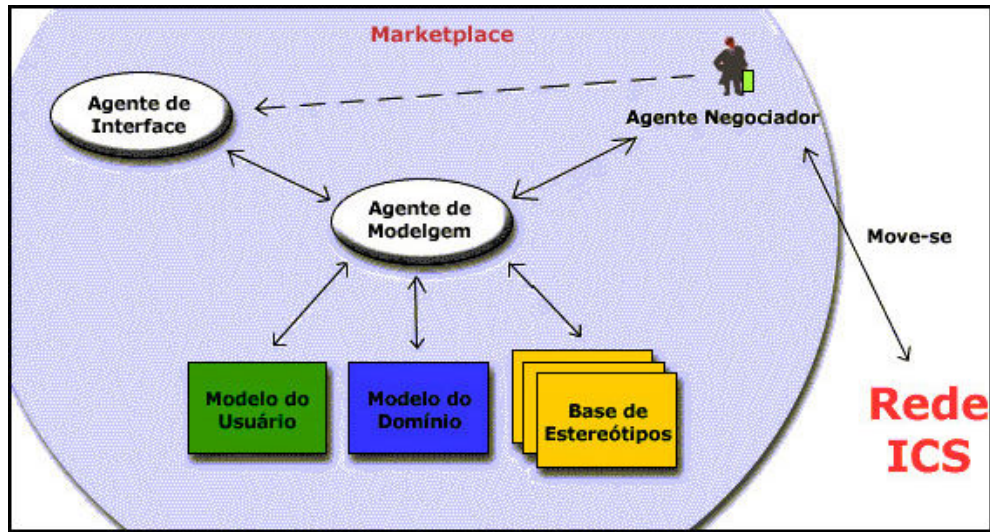 Marketplace
Agente de
Interface
Agente Negociador
Agente de
Modelgem
Move-se
Modelo do
Usuário
Modelo do
Domínio
Base de
Estereótipos
Rede
ICS